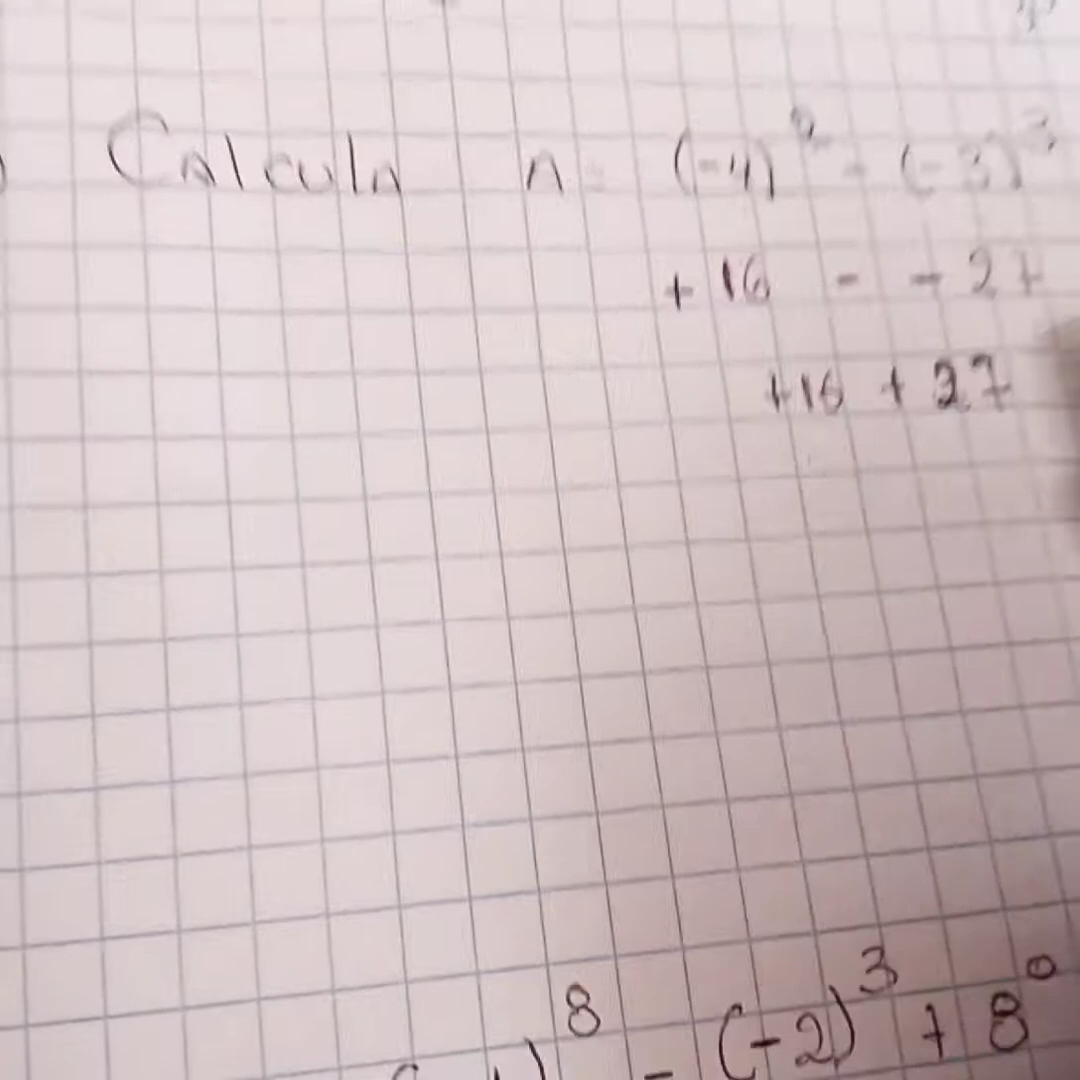 ) Calcula A = (-4)² - (-3)³
+16 - -27
+16 + 27
)⁸ - (-2)³ + 8⁰